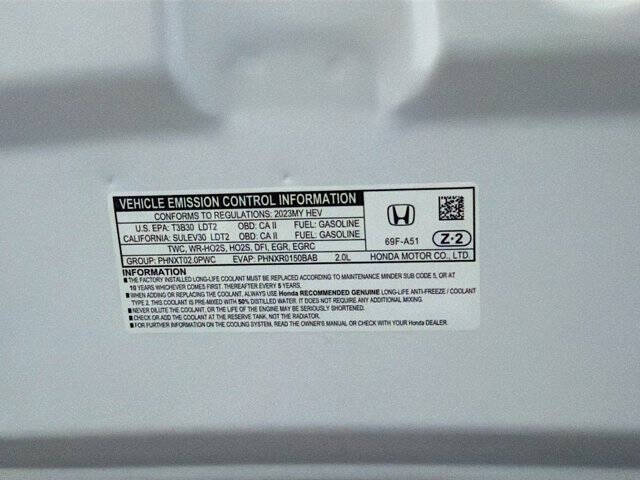 VEHICLE EMISSION CONTROL INFORMATION
CONFORMS TO REGULATIONS: 2023MY HEV
U.S. EPA: T3B30 LDT2 OBD: CA II FUEL: GASOLINE
CALIFORNIA: SULEV30 LDT2 OBD: CA II FUEL: GASOLINE
TWC, WR-HO2S, HO2S, DFI, EGR, EGRC
GROUP: PHNXT02.0PWC EVAP: PHNXR0150BAB 2.0L
69F-A51
Z-2
HONDA MOTOR CO., LTD.
INFORMATION
■THE FACTORY INSTALLED LONG-LIFE COOLANT MUST BE REPLACED ACCORDING TO MAINTENANCE MINDER SUB CODE 5, OR AT
10 YEARS WHICHEVER COMES FIRST. THEREAFTER, EVERY 5 YEARS.
■WHEN ADDING OR REPLACING THE COOLANT, ALWAYS USE Honda RECOMMENDED GENUINE LONG-LIFE ANTI-FREEZE / COOLANT
TYPE 2. THIS COOLANT IS PRE-MIXED WITH 50% DISTILLED WATER. IT DOES NOT REQUIRE ADDITIONAL MIXING.
■NEVER DILUTE THE COOLANT, OR THE LIFE OF THE ENGINE MAY BE SERIOUSLY SHORTENED.
■CHECK OR ADD THE COOLANT AT THE RESERVE TANK, NOT THE RADIATOR.
■FOR FURTHER INFORMATION ON THE COOLING SYSTEM, READ THE OWNER'S MANUAL OR CHECK WITH YOUR Honda DEALER.